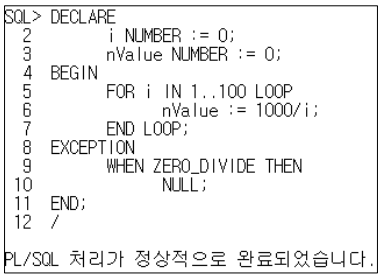 SQL> DECLARE
  2          i NUMBER := 0;
  3          nValue NUMBER := 0;
  4  BEGIN
  5          FOR i IN 1..100 LOOP
  6                  nValue := 1000/i;
  7          END LOOP;
  8  EXCEPTION
  9          WHEN ZERO_DIVIDE THEN
 10                  NULL;
 11  END;
 12  /
PL/SQL 처리가 정상적으로 완료되었습니다.